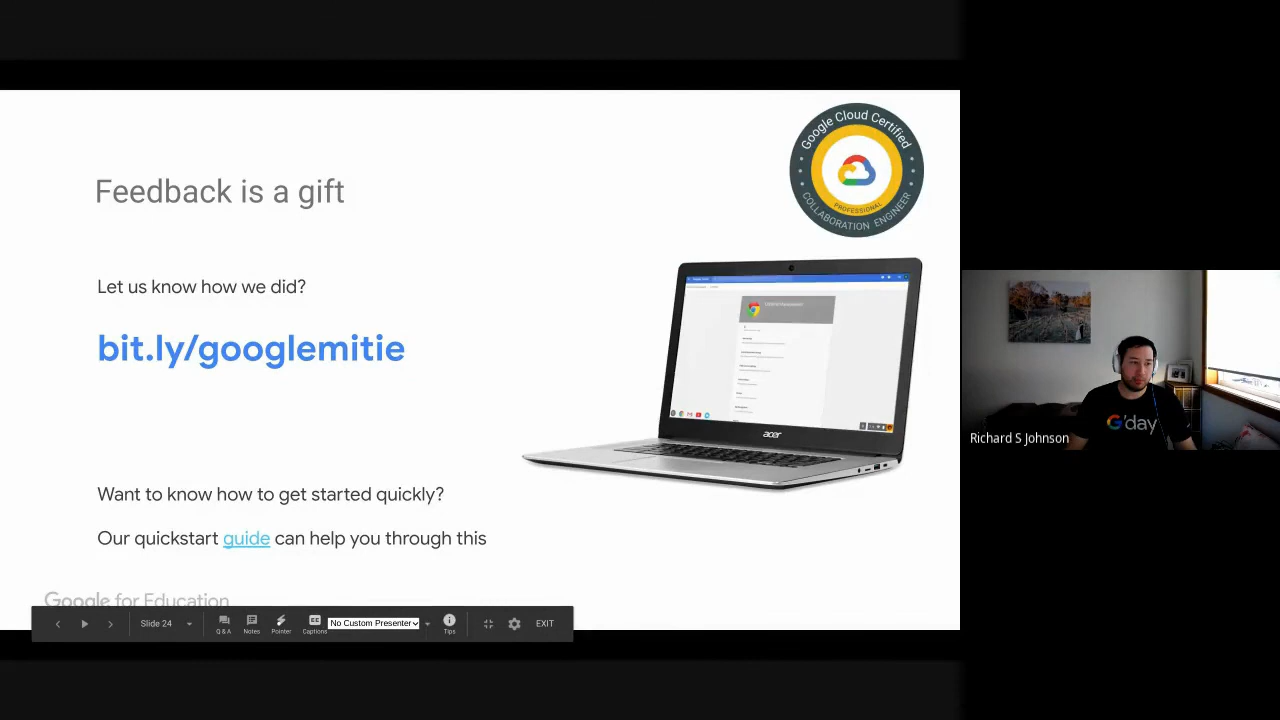 Google Cloud Certified
PROFESSIONAL
COLLABORATION ENGINEER
Feedback is a gift
Let us know how we did?
bit.ly/googlemitie
acer
G'day
Richard S Johnson
Want to know how to get started quickly?
Our quickstart guide can help you through this
Google for Education
Slide 24
Q & A
Notes
Pointer
Captions
No Custom Presenter
Tips
EXIT